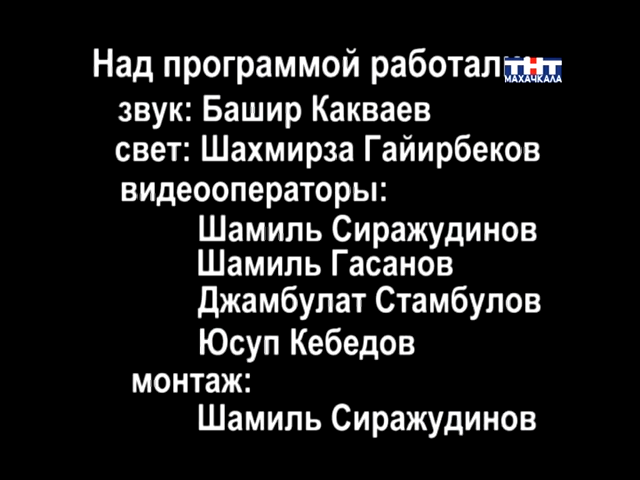 Над программой работали
ТНТ
МАХАЧКАЛА
звук: Башир Какваев
свет: Шахмирза Гайирбеков
видеооператоры:
Шамиль Сиражудинов
Шамиль Гасанов
Джамбулат Стамбулов
Юсуп Кебедов
монтаж:
Шамиль Сиражудинов